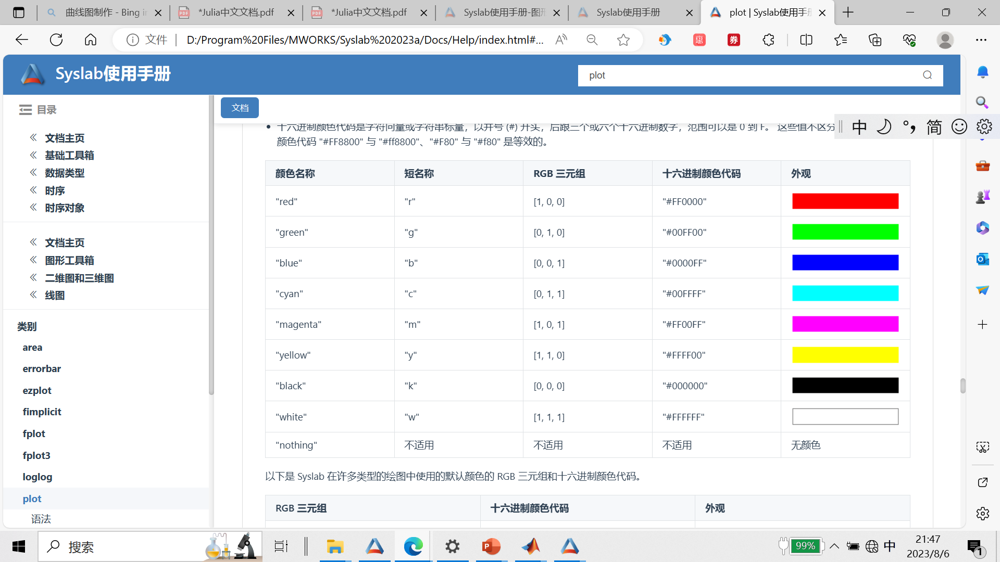 曲线图制作 - Bing in
*Julia中文文档.pdf
*Julia中文文档.pdf
Syslab使用手册-图形
Syslab使用手册
plot | Syslab使用手册
文件
D:/Program%20Files/MWORKS/Syslab%202023a/Docs/Help/index.html#...
惠
券
Syslab使用手册
plot
目录
文档
文档主页
基础工具箱
数据类型
时序
时序对象
文档主页
图形工具箱
二维图和三维图
线图
类别
area
errorbar
ezplot
fimplicit
fplot
fplot3
loglog
plot
语法
十六进制颜色代码是字符向量或字符串标量，以井号 (#) 开头，后跟三个或六个十六进制数字，范围可以是 0 到 F。 这些值不区分
颜色代码 "#FF8800" 与 "#ff8800"、"#F80" 与 "#f80" 是等效的。
中 简
颜色名称 短名称 RGB 三元组 十六进制颜色代码 外观
"red" "r" [1, 0, 0] "#FF0000"
"green" "g" [0, 1, 0] "#00FF00"
"blue" "b" [0, 0, 1] "#0000FF"
"cyan" "c" [0, 1, 1] "#00FFFF"
"magenta" "m" [1, 0, 1] "#FF00FF"
"yellow" "y" [1, 1, 0] "#FFFF00"
"black" "k" [0, 0, 0] "#000000"
"white" "w" [1, 1, 1] "#FFFFFF"
"nothing" 不适用 不适用 不适用 无颜色
以下是 Syslab 在许多类型的绘图中使用的默认颜色的 RGB 三元组和十六进制颜色代码。
RGB 三元组 十六进制颜色代码 外观
搜索
99%
中
21:47
2023/8/6
1